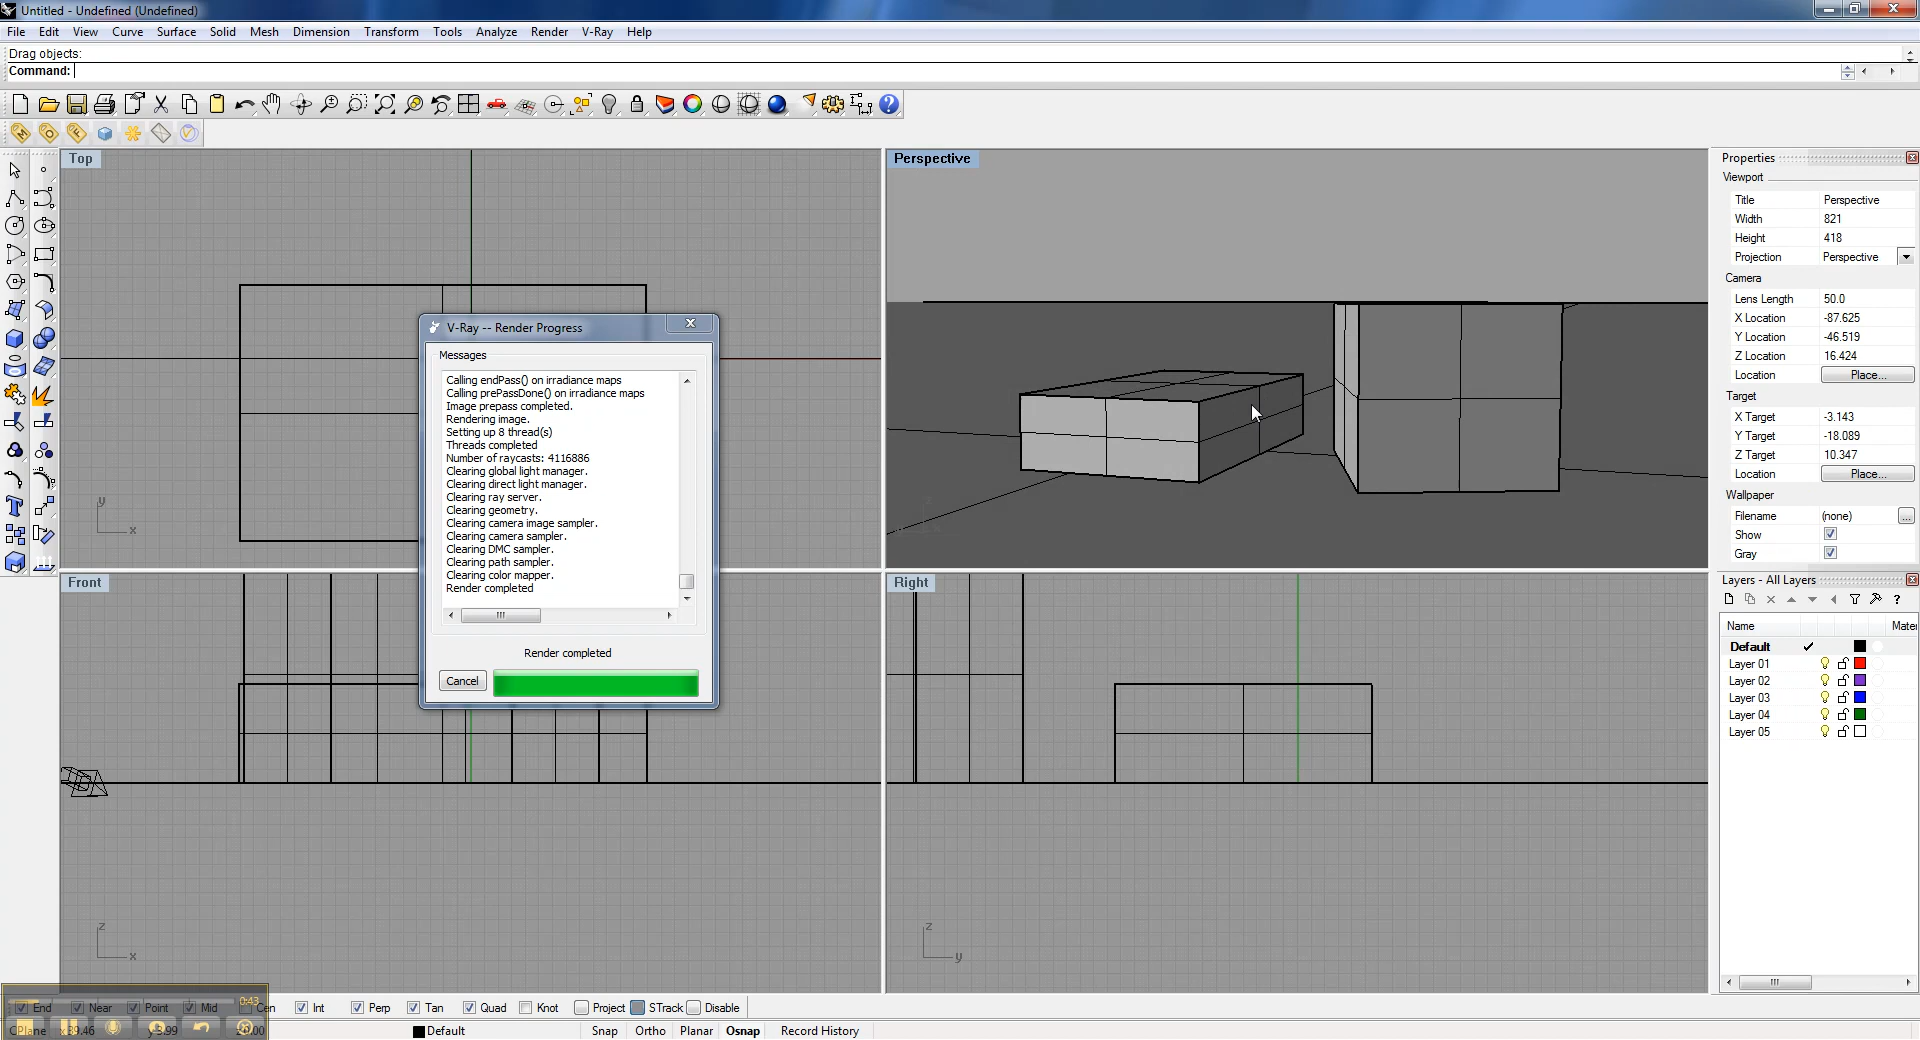 Untitled - Undefined (Undefined)
File Edit View Curve Surface Solid Mesh Dimension Transform Tools Analyze Render V-Ray Help
Drag objects:
Command:
Top
Perspective
Front
Right
V-Ray -- Render Progress
Messages
Calling endPass() on irradiance maps
Calling prePassDone() on irradiance maps
Image prepass completed.
Rendering image.
Setting up 8 thread(s)
Threads completed
Number of raycasts: 4116886
Clearing global light manager.
Clearing direct light manager.
Clearing ray server.
Clearing geometry.
Clearing camera image sampler.
Clearing camera sampler.
Clearing DMC sampler.
Clearing path sampler.
Clearing color mapper.
Render completed
Render completed
Cancel
y
x
z
x
z
y
Properties
Viewport
Title Perspective
Width 821
Height 418
Projection Perspective
Camera
Lens Length 50.0
X Location -87.625
Y Location -46.519
Z Location 16.424
Location Place...
Target
X Target -3.143
Y Target -18.089
Z Target 10.347
Location Place...
Wallpaper
Filename (none) ...
Show
Gray
Layers - All Layers
Name Mater
Default
Layer 01
Layer 02
Layer 03
Layer 04
Layer 05
End Near Point Mid Cen Int Perp Tan Quad Knot Project STrack Disable
0:43
CPlane x 39.46 Default Snap Ortho Planar Osnap Record History